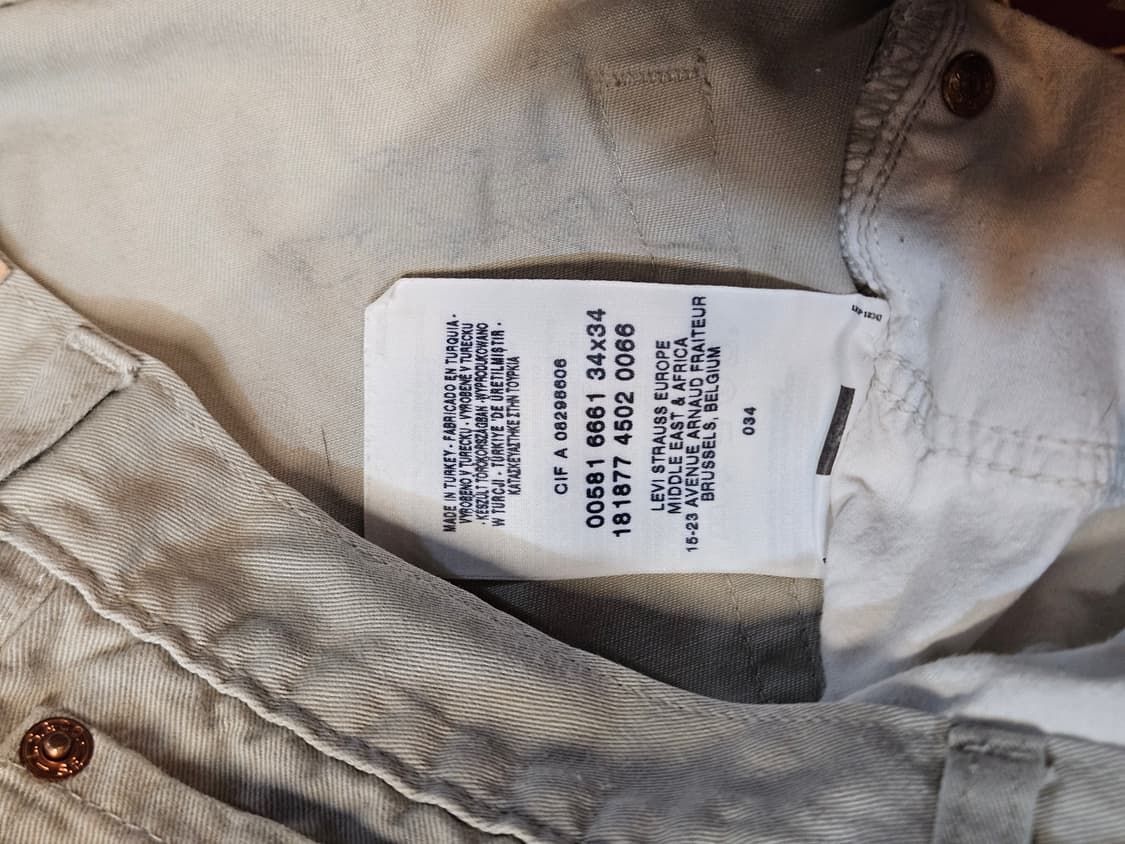 MADE IN TURKEY · FABRICADO EN TURQUIA ·
VYROBENO V TURECKU · VYROBENÉ V TURECKU
· KÉSZÜLT TÖRÖKORSZÁGBAN · WYPRODUKOWANO
W TURCJI · TÜRKIYE 'DE ÜRETILMIŞTIR ·
ΚΑΤΑΣΚΕΥΑΣΤΗΚΕ ΣΤΗΝ ΤΟΥΡΚΙΑ
CIF A 08298606
00581 6661 34x34
181877 4502 0066
LEVI STRAUSS EUROPE
MIDDLE EAST & AFRICA
15-23 AVENUE ARNAUD FRAITEUR
BRUSSELS, BELGIUM
034